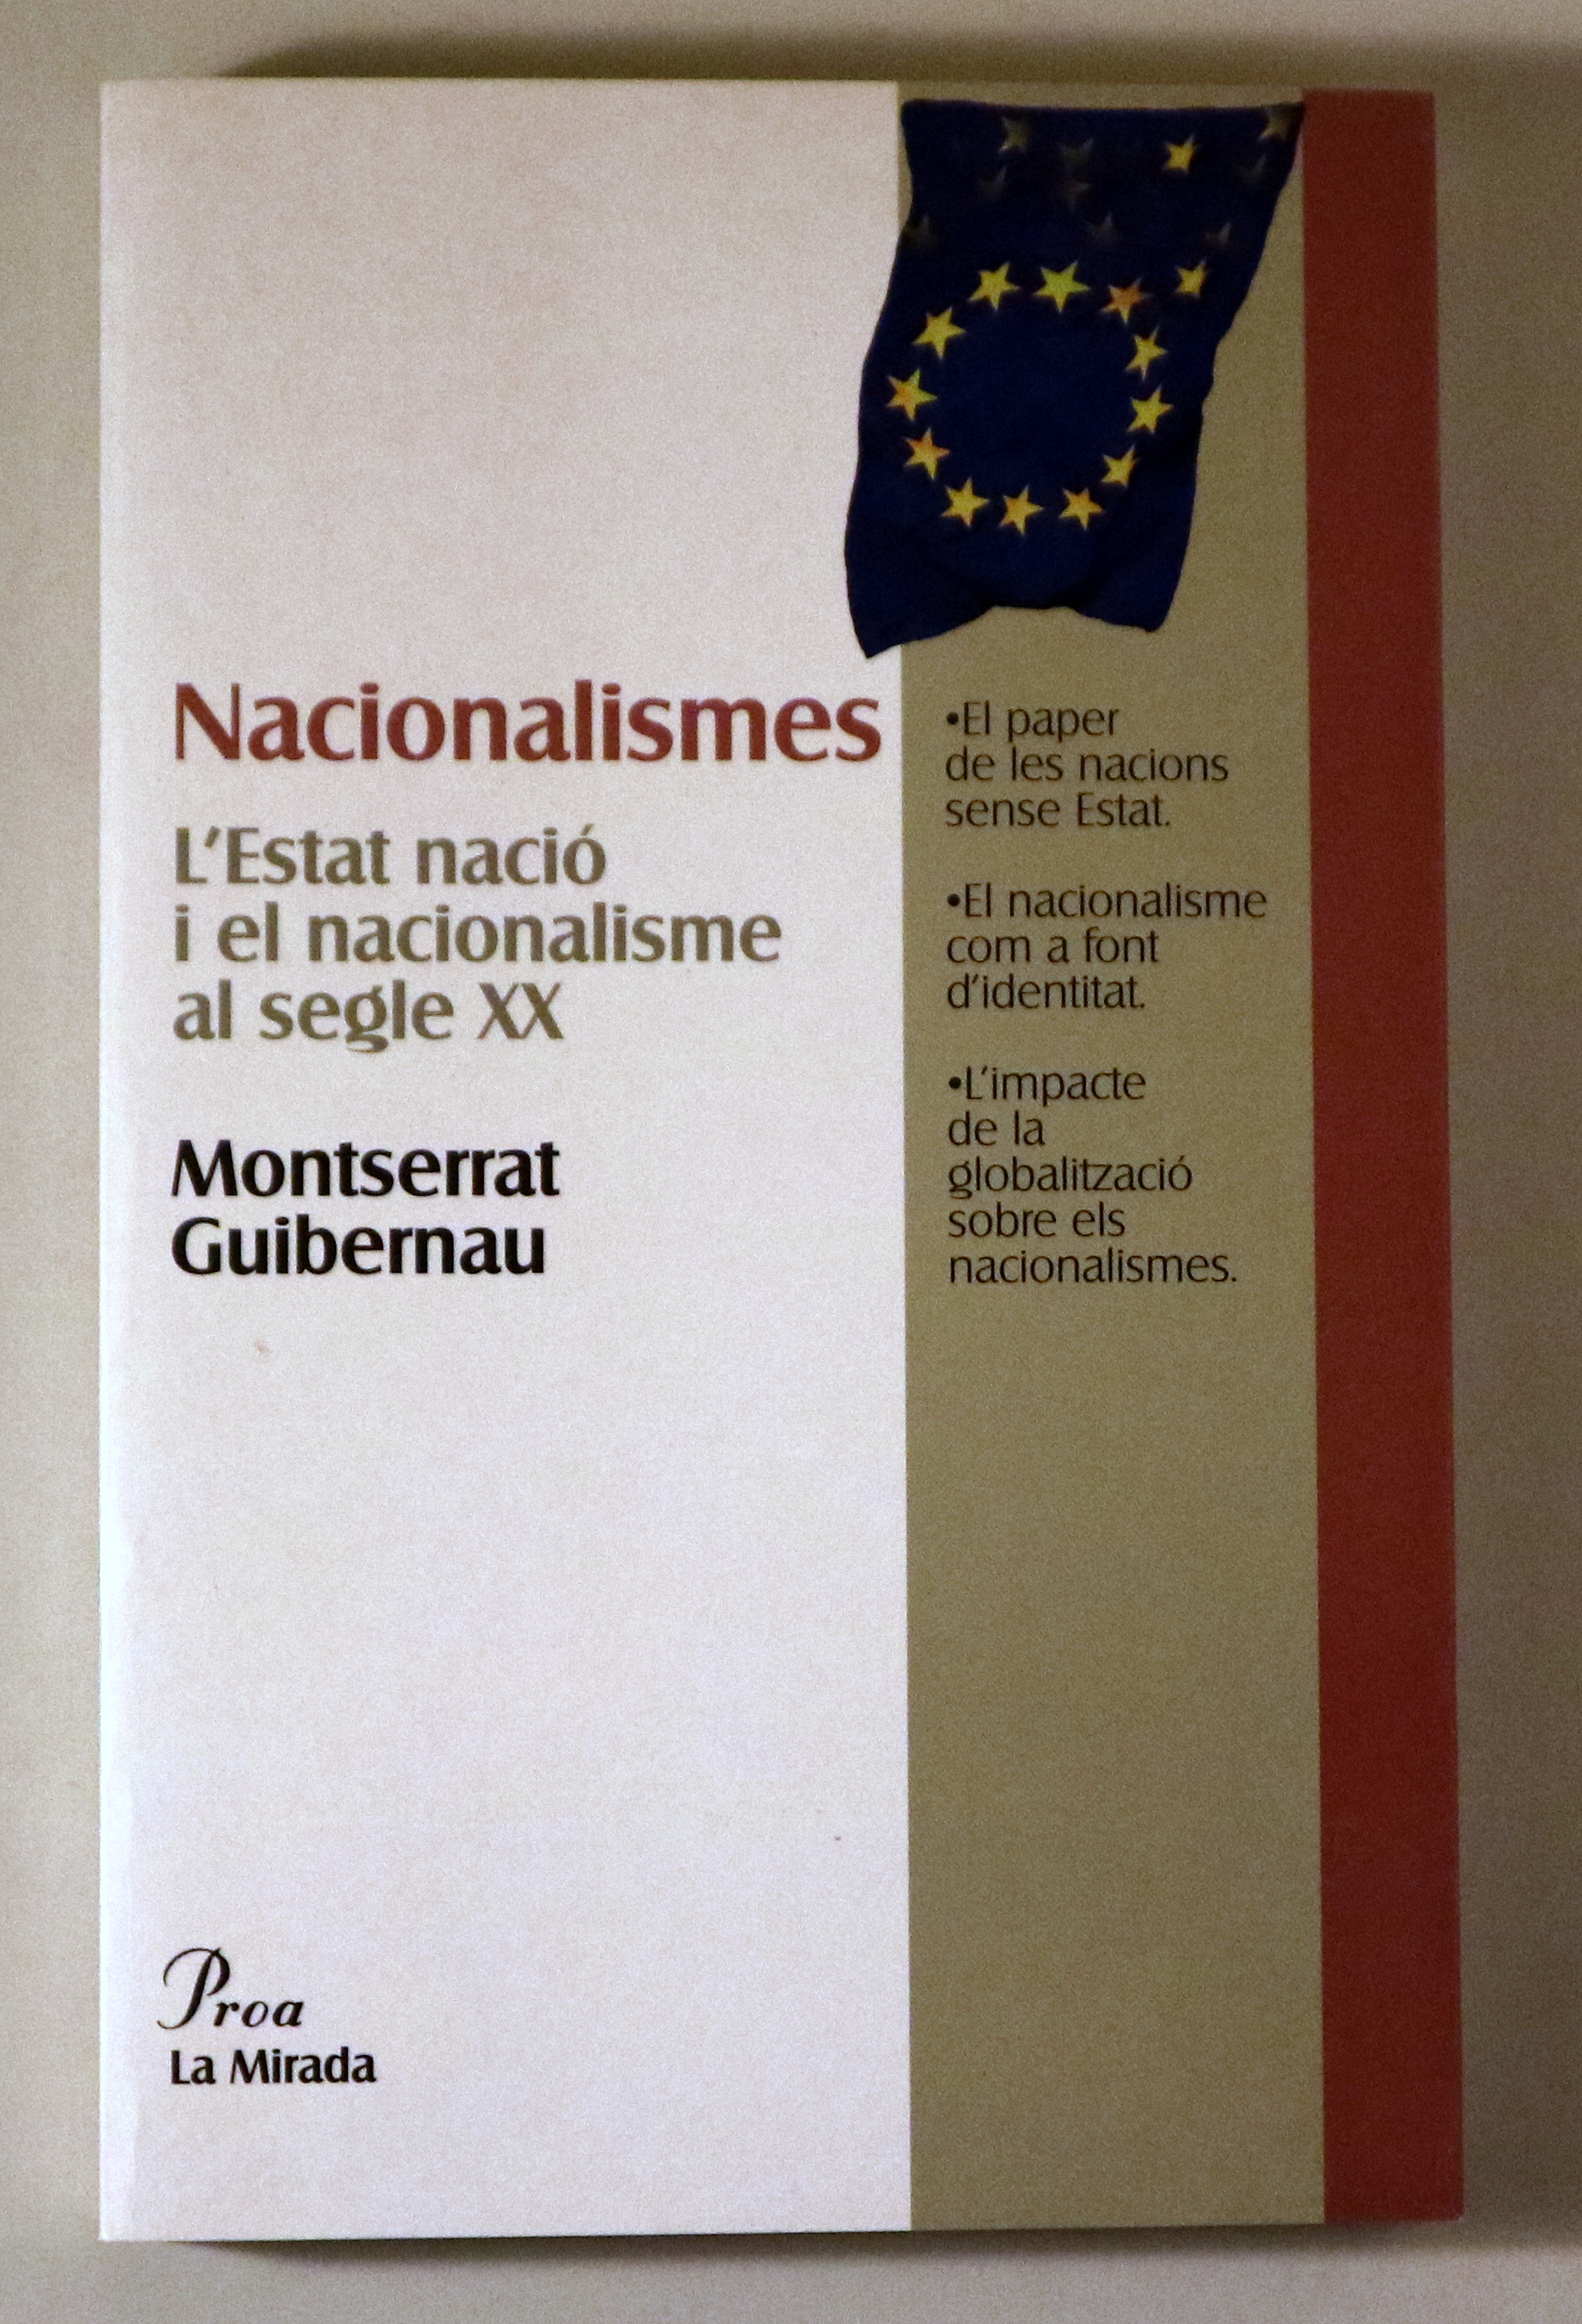 Nacionalismes
L'Estat nació
i el nacionalisme
al segle XX
Montserrat
Guibernau
•El paper
de les nacions
sense Estat.
•El nacionalisme
com a font
d'identitat.
•L'impacte
de la
globalització
sobre els
nacionalismes.
Proa
La Mirada